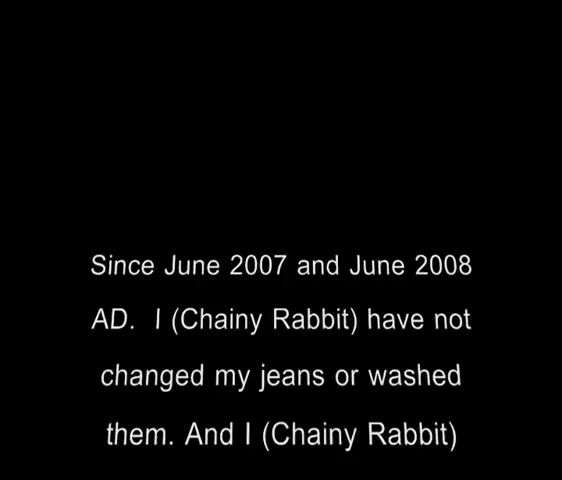 Since June 2007 and June 2008
AD.  I (Chainy Rabbit) have not
changed my jeans or washed
them. And I (Chainy Rabbit)